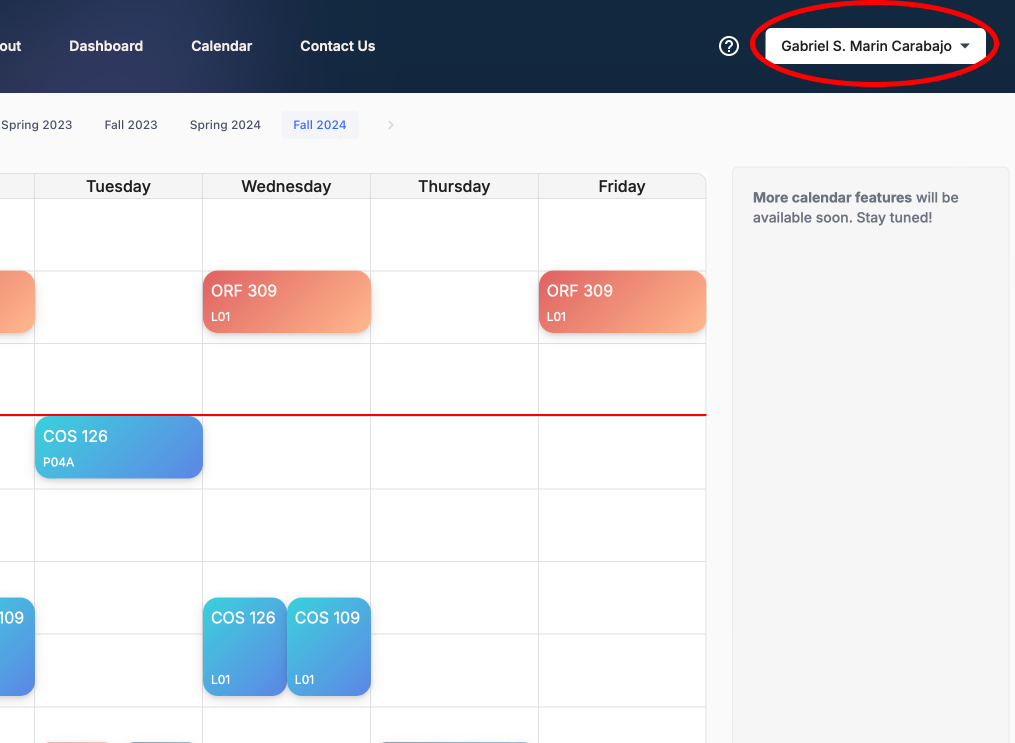 out Dashboard Calendar Contact Us Gabriel S. Marin Carabajo
Spring 2023 Fall 2023 Spring 2024 Fall 2024
Tuesday Wednesday Thursday Friday
More calendar features will be
available soon. Stay tuned!
ORF 309
L01
ORF 309
L01
COS 126
P04A
109
COS 126
L01
COS 109
L01